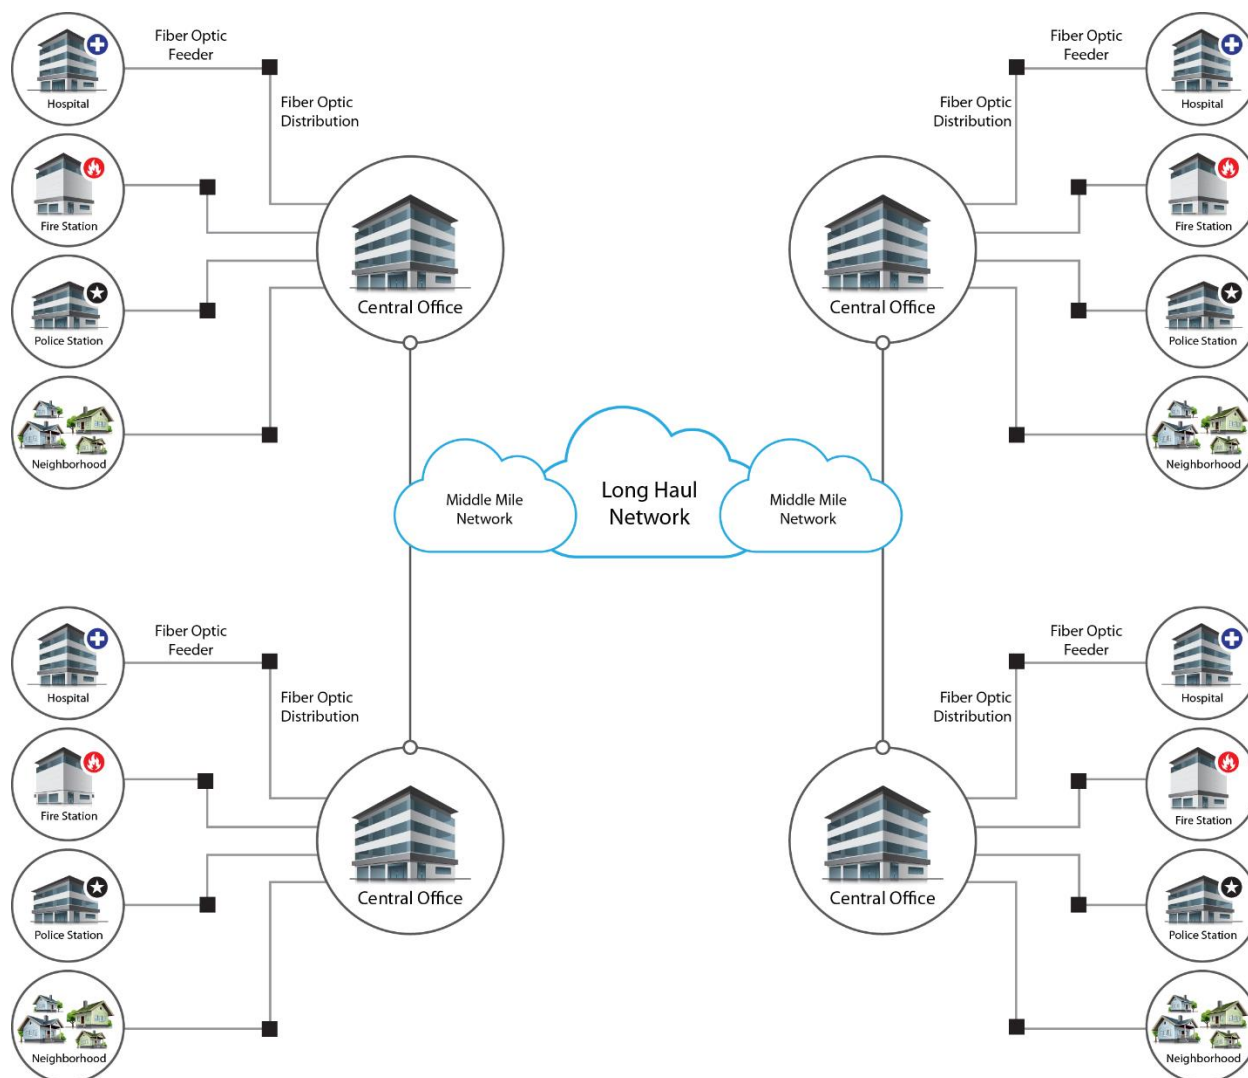 Fiber Optic
Feeder
Hospital
Fiber Optic
Distribution
Fire Station
Police Station
Neighborhood
Central Office
Fiber Optic
Feeder
Hospital
Fiber Optic
Distribution
Fire Station
Police Station
Neighborhood
Central Office
Middle Mile
Network
Long Haul
Network
Middle Mile
Network
Fiber Optic
Feeder
Hospital
Fiber Optic
Distribution
Fire Station
Police Station
Neighborhood
Central Office
Fiber Optic
Feeder
Hospital
Fiber Optic
Distribution
Fire Station
Police Station
Neighborhood
Central Office